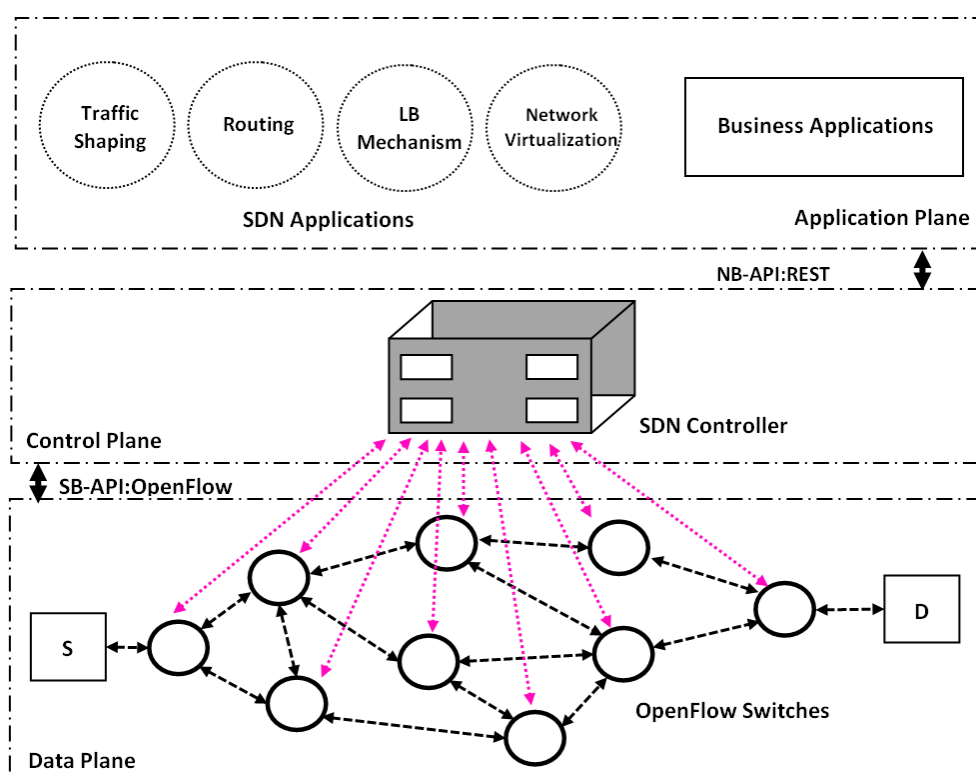 Traffic
Shaping
Routing
LB
Mechanism
Network
Virtualization
Business Applications
SDN Applications
Application Plane
NB-API:REST
SDN Controller
Control Plane
SB-API:OpenFlow
S
D
OpenFlow Switches
Data Plane